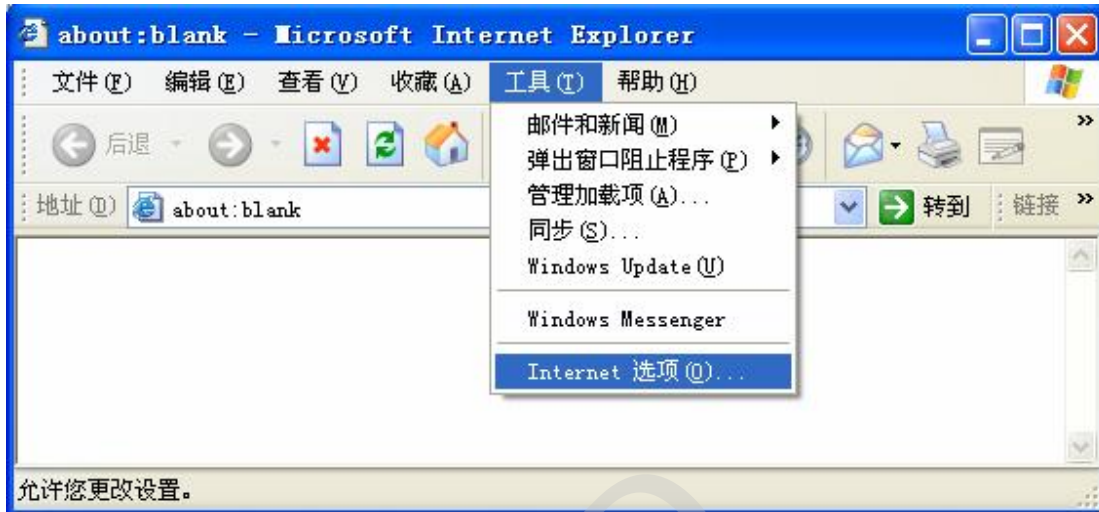 about:blank - Microsoft Internet Explorer
文件(F) 编辑(E) 查看(V) 收藏(A) 工具(T) 帮助(H)
后退
邮件和新闻(M)
弹出窗口阻止程序(P)
管理加载项(A)...
同步(S)...
Windows Update(U)
Windows Messenger
Internet 选项(O)...
地址(D) about:blank 转到 链接
允许您更改设置。